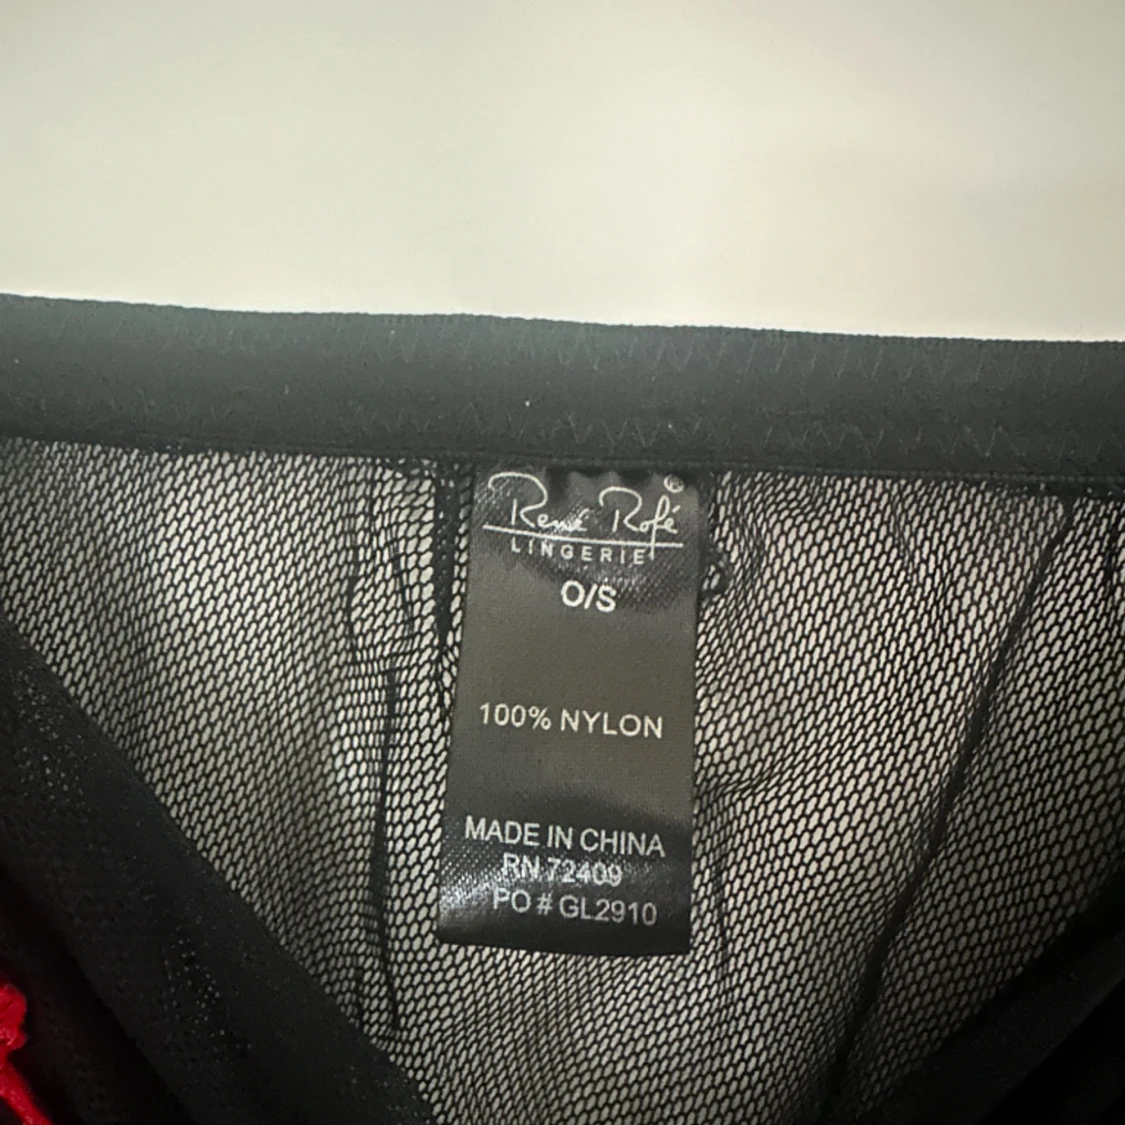 René Rofé®
LINGERIE
O/S
100% NYLON
MADE IN CHINA
RN 72409
PO # GL2910